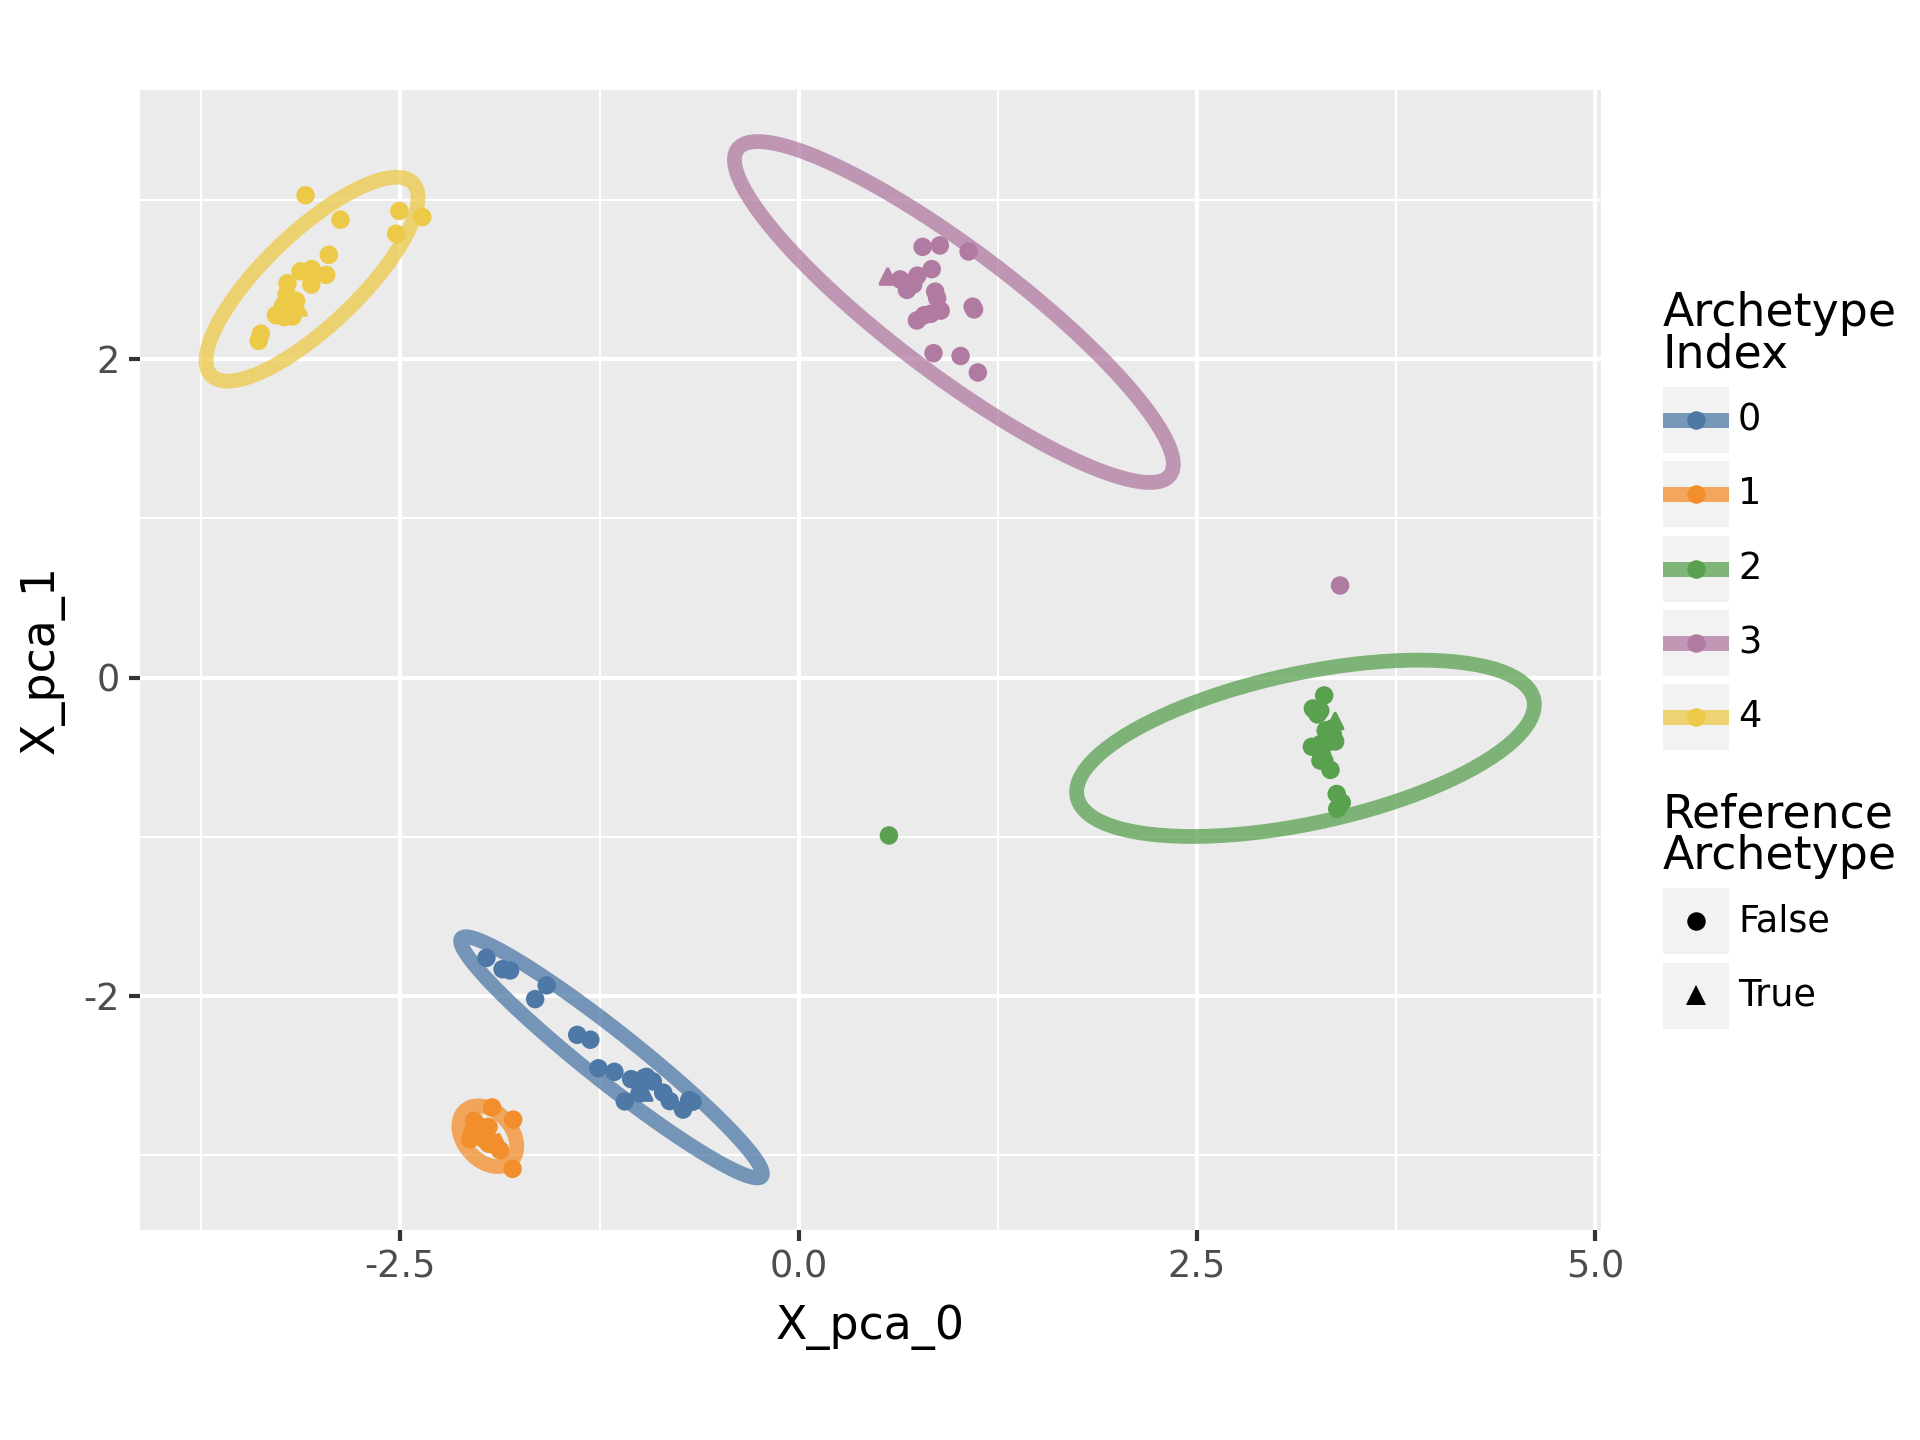 2
0
-2
X_pca_1
-2.5
0.0
2.5
5.0
X_pca_0
Archetype
Index
0
1
2
3
4
Reference
Archetype
False
True